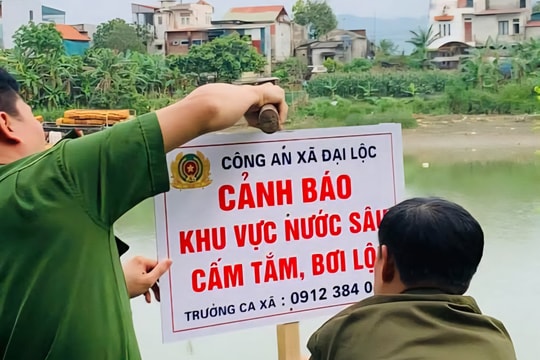 CÔNG AN XÃ ĐẠI LỘC
CẢNH BÁO
KHU VỰC NƯỚC SÂU
CẤM TẮM, BƠI LỘ
TRƯỞNG CA XÃ : 0912 384 0